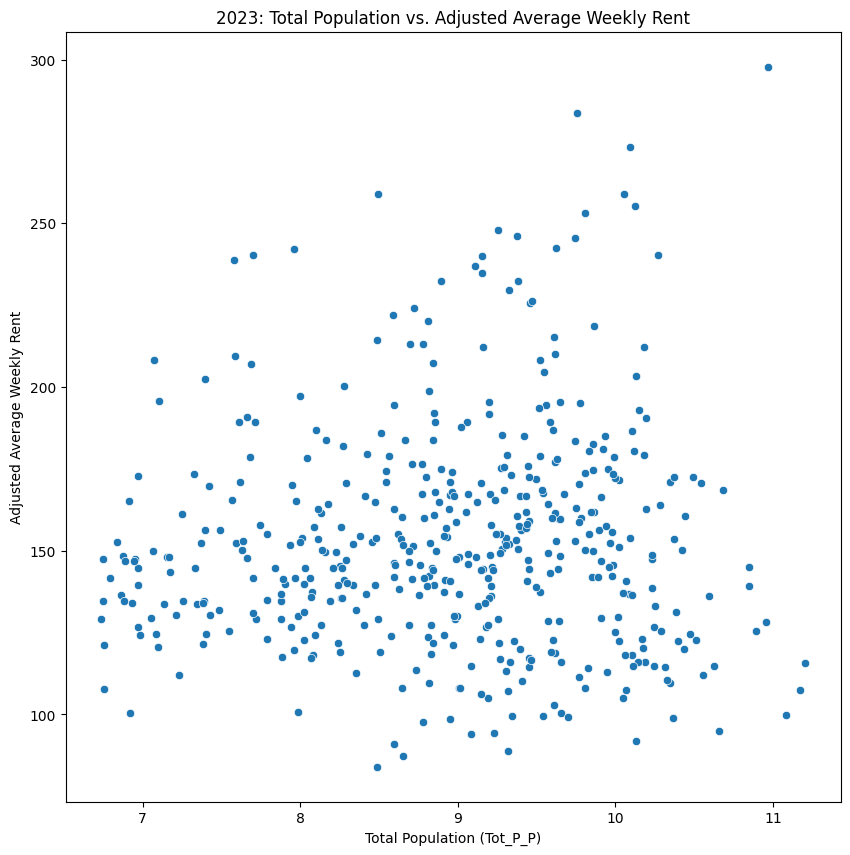 2023: Total Population vs. Adjusted Average Weekly Rent
300
250
200
150
100
Adjusted Average Weekly Rent
7 8 9 10 11
Total Population (Tot_P_P)